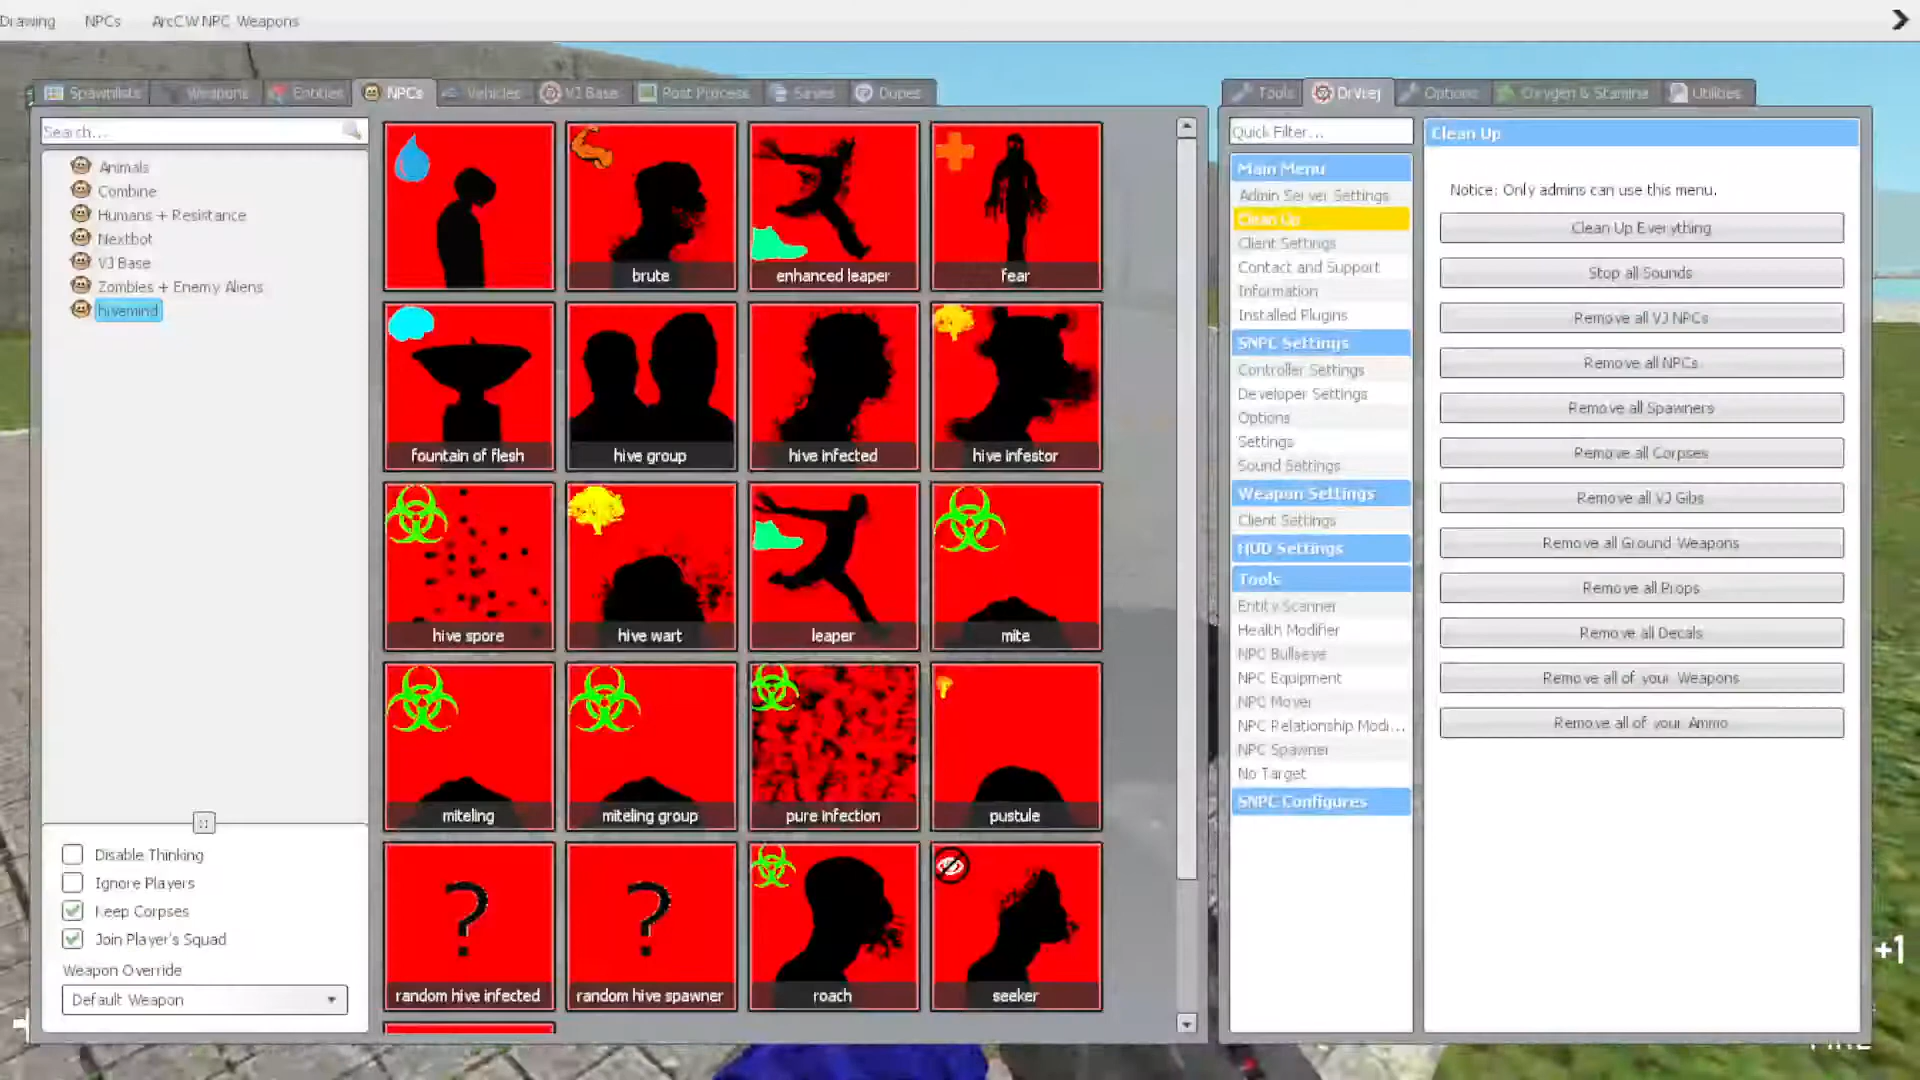 Drawing NPCs ArcCW NPC Weapons
Spawnlists Weapons Entities NPCs Vehicles VJ Base Post Process Saves Dupes
Search...
Animals
Combine
Humans + Resistance
Nextbot
VJ Base
Zombies + Enemy Aliens
hivemind
brute
enhanced leaper
fear
fountain of flesh
hive group
hive infected
hive infestor
hive spore
hive wart
leaper
mite
miteling
miteling group
pure infection
pustule
?
random hive infected
?
random hive spawner
roach
seeker
Disable Thinking
Ignore Players
Keep Corpses
Join Player's Squad
Weapon Override
Default Weapon
Tools DrVrej Options Oxygen & Stamina Utilities
Quick Filter...
Main Menu
Admin Server Settings
Clean Up
Client Settings
Contact and Support
Information
Installed Plugins
SNPC Settings
Controller Settings
Developer Settings
Options
Settings
Sound Settings
Weapon Settings
Client Settings
HUD Settings
Tools
Entity Scanner
Health Modifier
NPC Bullseye
NPC Equipment
NPC Mover
NPC Relationship Modi...
NPC Spawner
No Target
SNPC Configures
Clean Up
Notice: Only admins can use this menu.
Clean Up Everything
Stop all Sounds
Remove all VJ NPCs
Remove all NPCs
Remove all Spawners
Remove all Corpses
Remove all VJ Gibs
Remove all Ground Weapons
Remove all Props
Remove all Decals
Remove all of your Weapons
Remove all of your Ammo
+1